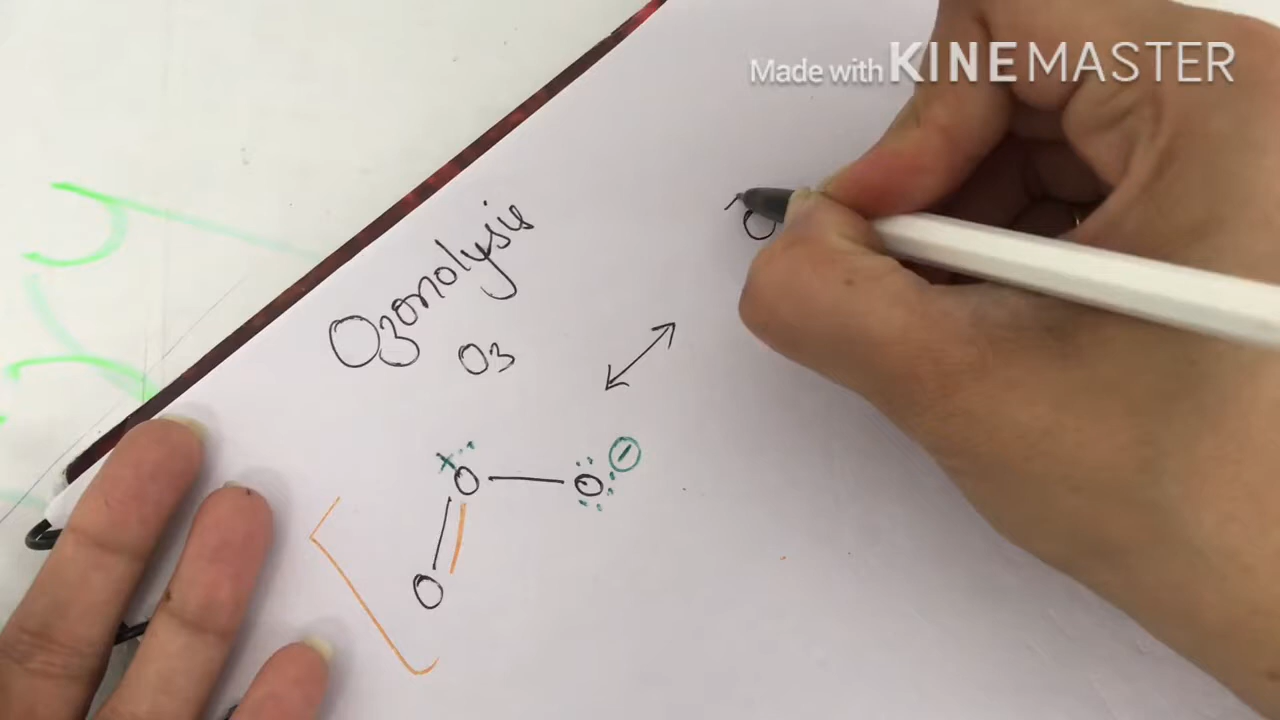 Made with KINEMASTER
Ozonolysis
O3
O
+ O — O −
O